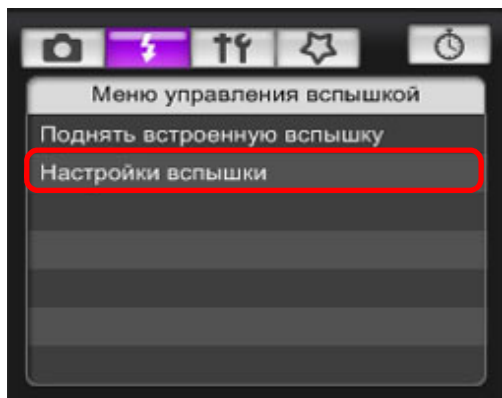 Меню управления вспышкой
Поднять встроенную вспышку
Настройки вспышки